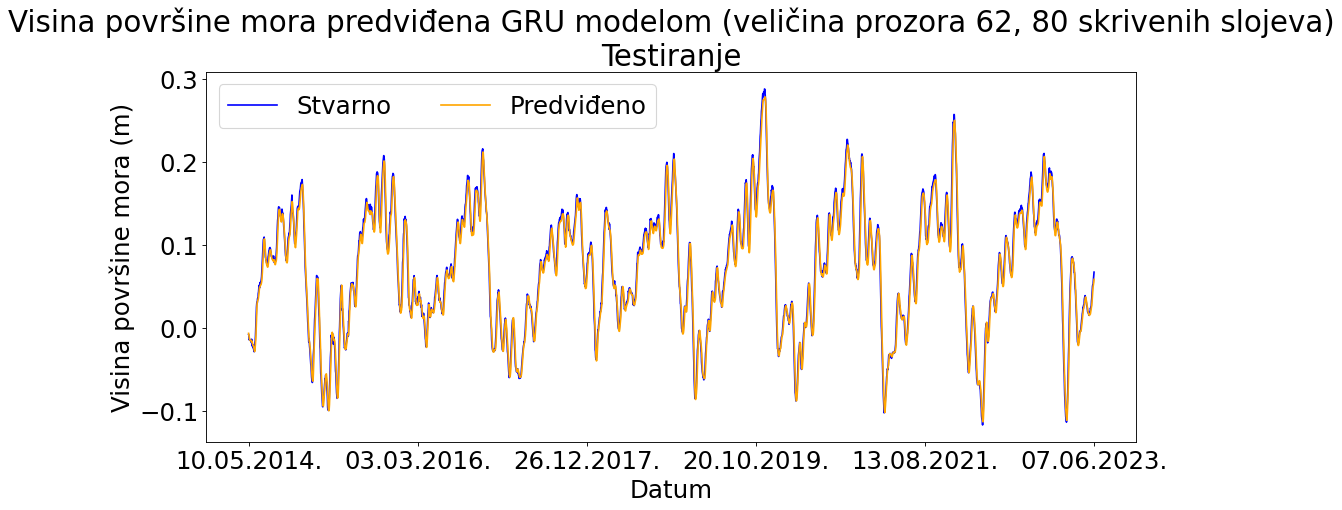 Visina površine mora predviđena GRU modelom (veličina prozora 62, 80 skrivenih slojeva)
Testiranje
Stvarno
Predviđeno
Visina površine mora (m)
0.3
0.2
0.1
0.0
−0.1
10.05.2014.
03.03.2016.
26.12.2017.
20.10.2019.
13.08.2021.
07.06.2023.
Datum